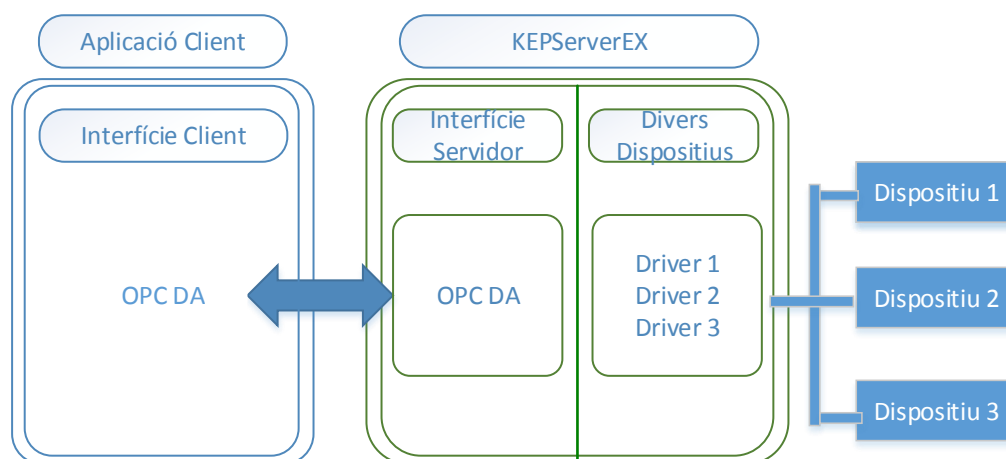 Aplicació Client
KEPServerEX
Interfície Client
Interfície
Servidor
Divers
Dispositius
OPC DA
OPC DA
Driver 1
Driver 2
Driver 3
Dispositiu 1
Dispositiu 2
Dispositiu 3